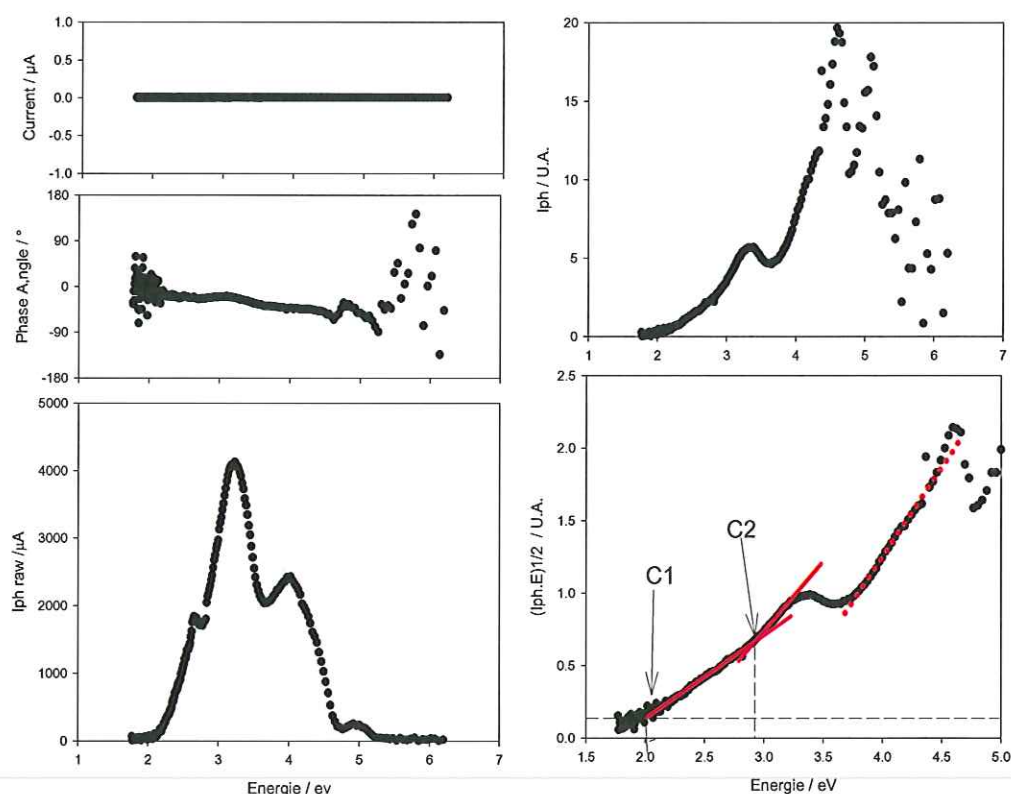 1.0
0.5
0.0
-0.5
-1.0
Current / µA
180
90
0
-90
-180
Phase A,ngle / °
5000
4000
3000
2000
1000
0
Iph raw /µA
1 2 3 4 5 6 7
Energie / ev
20
15
10
5
0
Iph / U.A.
1 2 3 4 5 6 7
2.5
2.0
1.5
1.0
0.5
0.0
(Iph.E)1/2 / U.A.
C1
C2
1.5 2.0 2.5 3.0 3.5 4.0 4.5 5.0
Energie / eV